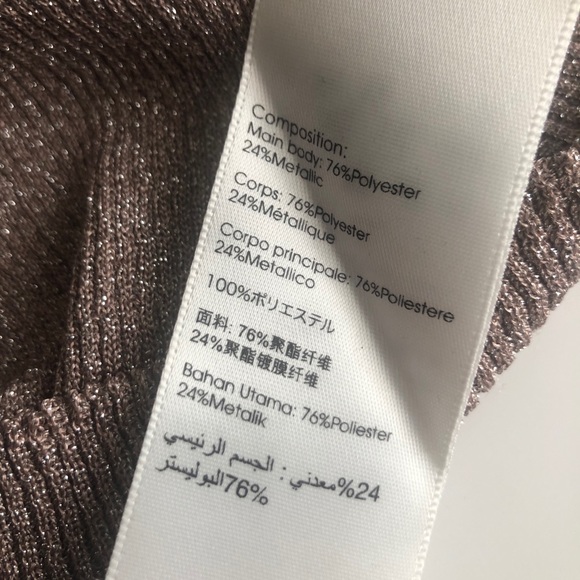 Composition:
Main body: 76%Polyester
24%Metallic
Corps: 76%Polyester
24%Métallique
Corpo principale: 76%Poliestere
24%Metallico
100%ポリエステル
面料: 76%聚酯纤维
24%聚酯镀膜纤维
Bahan Utama: 76%Poliester
24%Metalik
24%معدني : الجسم الرئيسي
76%البوليستر